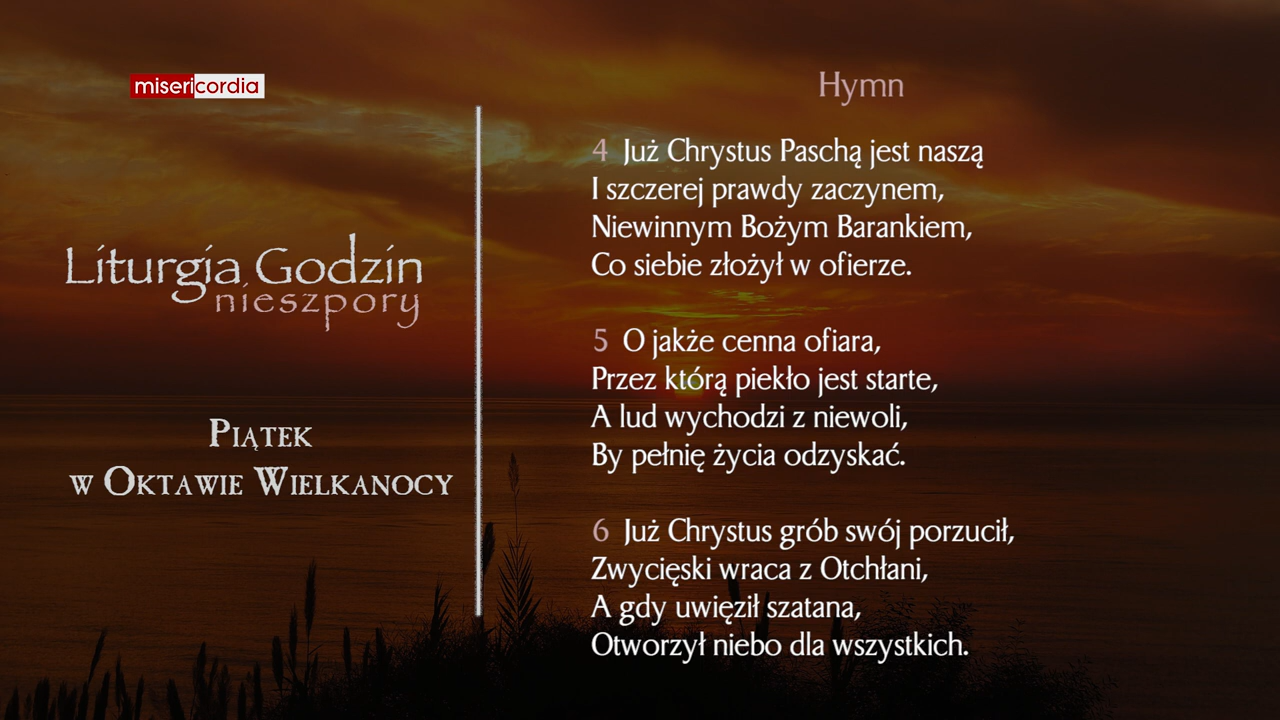 misericordia
Liturgia Godzin
nieszpory
Piątek
w Oktawie Wielkanocy
Hymn
4 Już Chrystus Paschą jest naszą
I szczerej prawdy zaczynem,
Niewinnym Bożym Barankiem,
Co siebie złożył w ofierze.
5 O jakże cenna ofiara,
Przez którą piekło jest starte,
A lud wychodzi z niewoli,
By pełnię życia odzyskać.
6 Już Chrystus grób swój porzucił,
Zwycięski wraca z Otchłani,
A gdy uwięził szatana,
Otworzył niebo dla wszystkich.